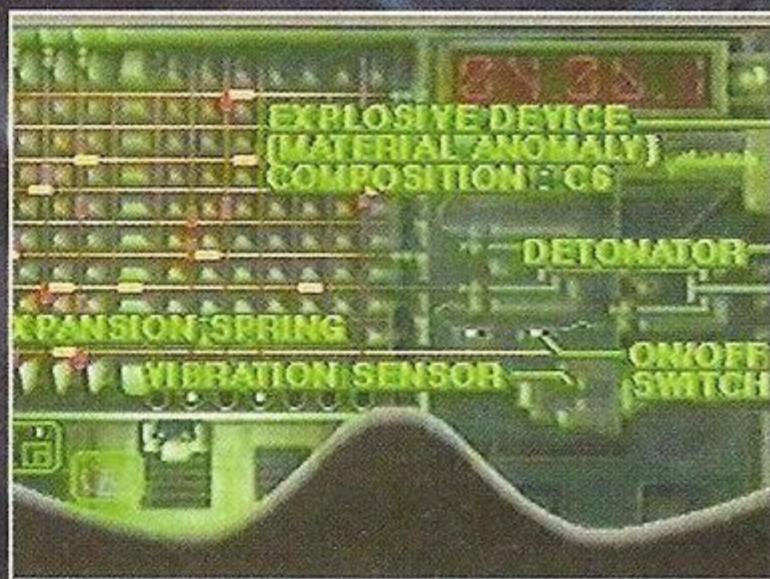 EXPLOSIVE DEVICE
(MATERIAL ANOMALY)
COMPOSITION : C6
DETONATOR
XPANSION SPRING
ON/OFF
SWITCH
VIBRATION SENSOR